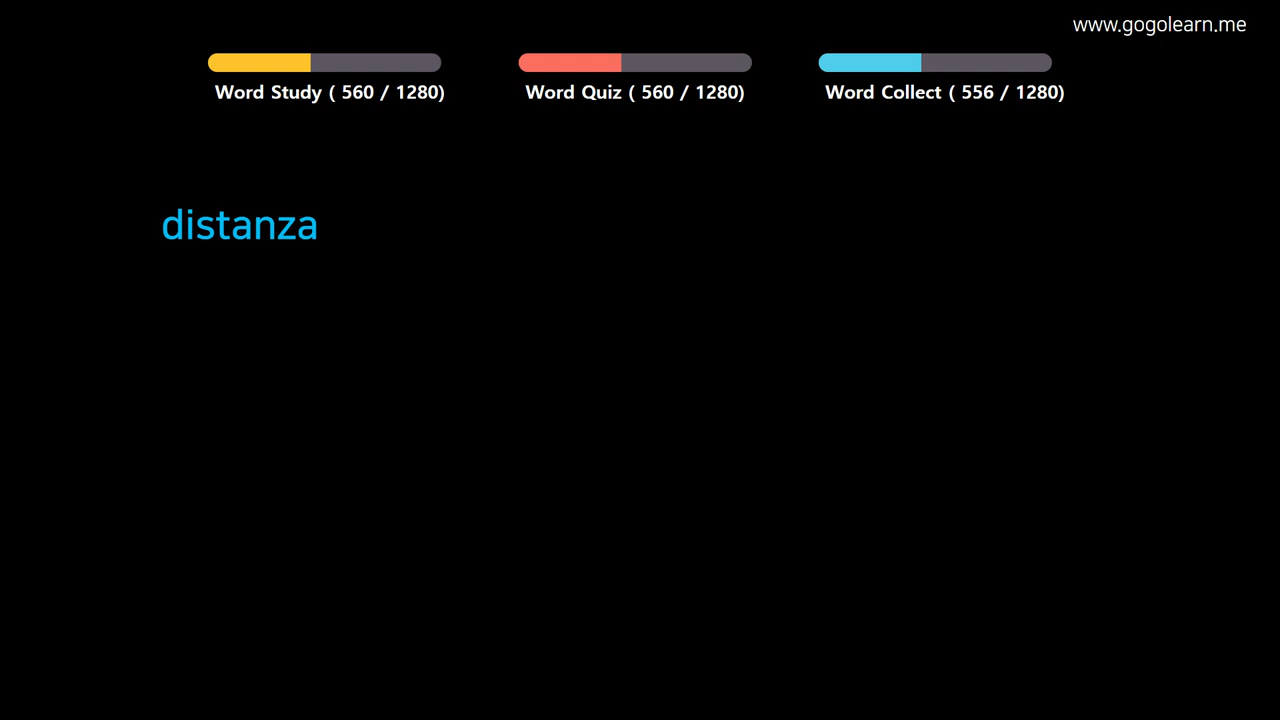 www.gogolearn.me
Word Study ( 560 / 1280)
Word Quiz ( 560 / 1280)
Word Collect ( 556 / 1280)
distanza